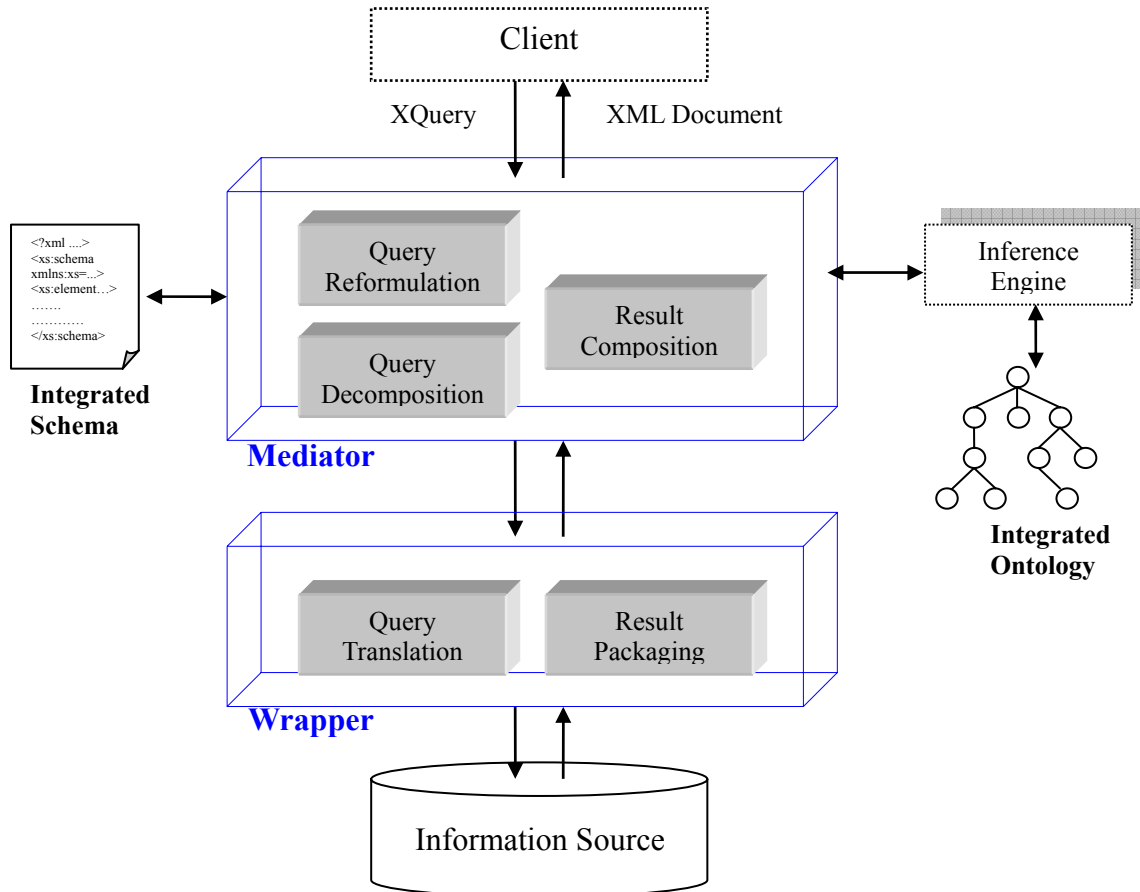 Client
XQuery
XML Document
Query
Reformulation
Query
Decomposition
Result
Composition
Mediator
<?xml ....>
<xs:schema
xmlns:xs=...>
<xs:element…>
…….
…………
</xs:schema>
Integrated
Schema
Inference
Engine
Integrated
Ontology
Query
Translation
Result
Packaging
Wrapper
Information Source